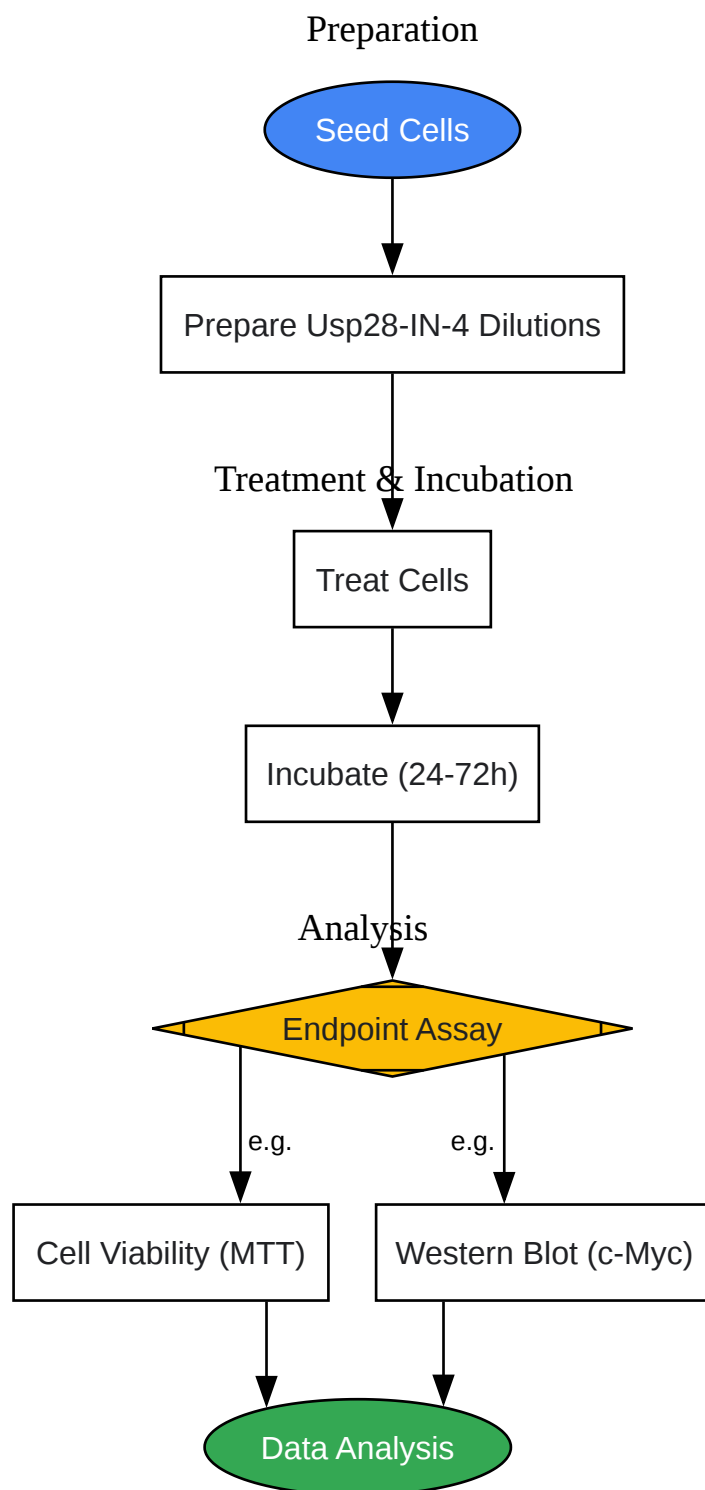 Preparation
Seed Cells
Prepare Usp28-IN-4 Dilutions
Treatment & Incubation
Treat Cells
Incubate (24-72h)
Analysis
Endpoint Assay
e.g.
e.g.
Cell Viability (MTT)
Western Blot (c-Myc)
Data Analysis